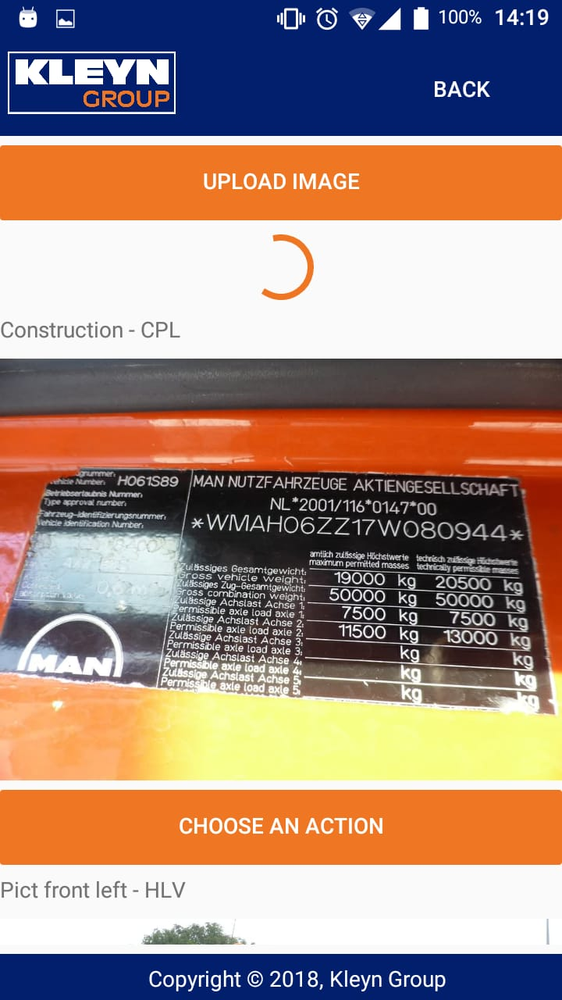 100% 14:19
KLEYN
GROUP
BACK
UPLOAD IMAGE
Construction - CPL
Vehicle Number: H061S89
Betriebserlaubnis Nummer:
Type approval number:
Fahrzeug-Identifizierungsnummer:
Vehicle Identification Number:
MAN NUTZFAHRZEUGE AKTIENGESELLSCHAFT
NL*2001/116*0147*00
*WMAH06ZZ17W080944*
amtlich zulässige Höchstwerte technisch zulässige Höchstwerte
maximum permitted masses technically permissible masses
Zulässiges Gesamtgewicht:
Gross vehicle weight: 19000 kg 20500 kg
Zulässiges Zug-Gesamtgewicht:
Gross combination weight: 50000 kg 50000 kg
Zulässige Achslast Achse 1:
Permissible axle load axle 1: 7500 kg 7500 kg
Zulässige Achslast Achse 2:
Permissible axle load axle 2: 11500 kg 13000 kg
Zulässige Achslast Achse 3:
Permissible axle load axle 3: kg kg
Zulässige Achslast Achse 4:
Permissible axle load axle 4: kg kg
Zulässige Achslast Achse 5:
Permissible axle load axle 5: kg kg
MAN
CHOOSE AN ACTION
Pict front left - HLV
Copyright © 2018, Kleyn Group